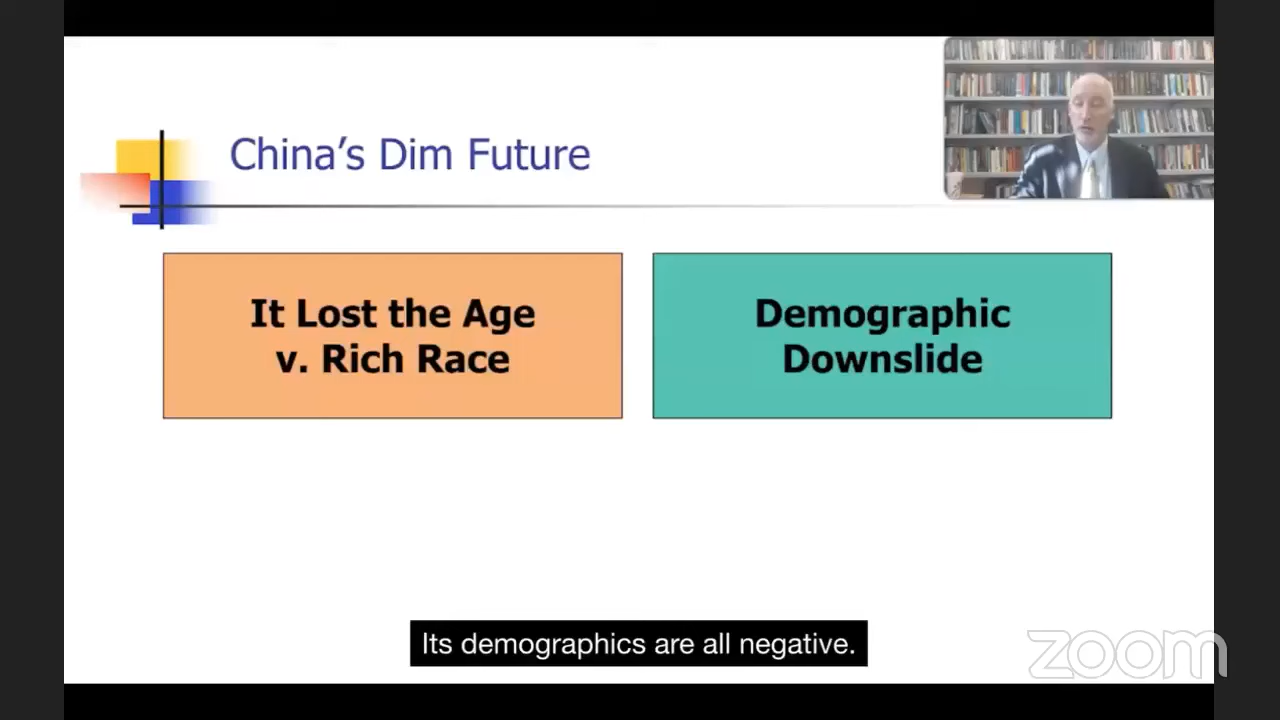 China's Dim Future
It Lost the Age
v. Rich Race
Demographic
Downslide
Its demographics are all negative.
zoom